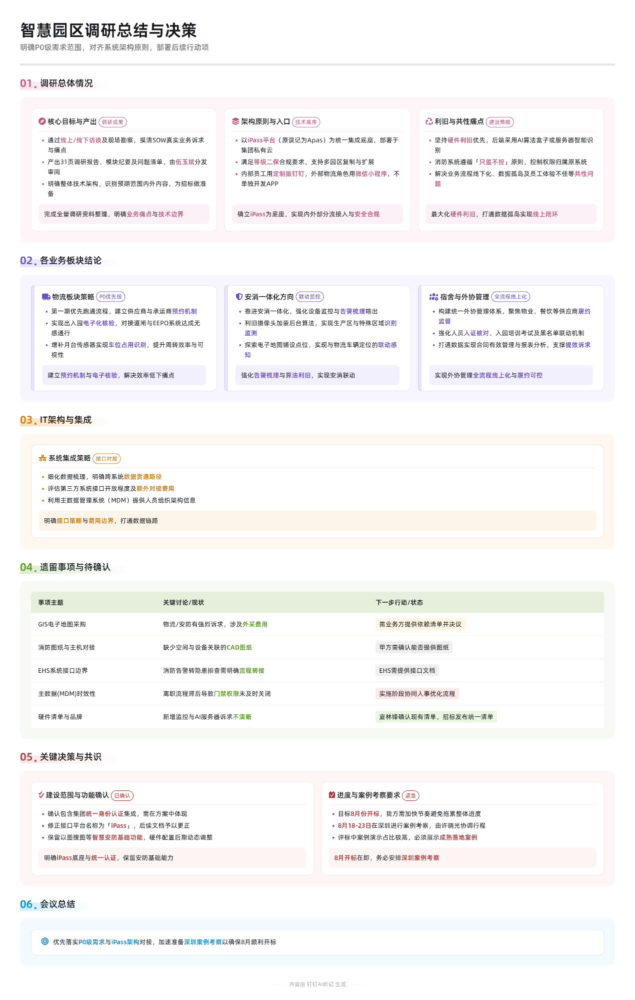 智慧园区调研总结与决策
明确P0级需求范围，对齐系统架构原则，部署后续行动项
01. 调研总体情况
核心目标与产出 调研成果
• 通过线上/线下访谈及现场勘察，摸清SOW真实业务诉求
与痛点
• 产出31页调研报告、模块纪要及问题清单，由伍玉斌分发
审阅
• 明确整体技术架构，识别预期范围内外内容，为招标做准
备
完成全量调研资料整理，明确业务痛点与技术边界
架构原则与入口 技术底座
• 以iPass平台（原误记为Apas）为统一集成底座，部署于
集团私有云
• 满足等级二保合规要求，支持多园区复制与扩展
• 内部员工用定制版钉钉，外部物流角色用微信小程序，不
单独开发APP
确立iPass为底座，实现内外部分流接入与安全合规
利旧与共性痛点 建设策略
• 坚持硬件利旧优先，后端采用AI算法盒子或服务器智能识
别
• 消防系统遵循「只监不控」原则，控制权限归属原系统
• 解决业务流程线下化、数据孤岛及员工体验不佳等共性问
题
最大化硬件利旧，打通数据孤岛实现线上闭环
02. 各业务板块结论
物流板块策略 P0优先级
• 第一期优先跑通流程，建立供应商与承运商预约机制
• 实现出入园电子化核验，对接道闸与EEPO系统达成无
感通行
• 增补月台传感器实现车位占用识别，提升周转效率与可
视性
建立预约机制与电子核验，解决效率低下痛点
安消一体化方向 联动监控
• 推进安消一体化，强化设备监控与告警梳理输出
• 利旧摄像头加装后台算法，实现生产区与特殊区域识别
监测
• 探索电子地图铺设点位，实现与物流车辆定位的联动感
知
强化告警梳理与算法利旧，实现安消联动
宿舍与外协管理 全流程线上化
• 构建统一外协管理体系，聚焦物业、餐饮等供应商履约
监督
• 强化人员人证核对、入园培训考试及黑名单联动机制
• 打通数据实现合同有效管理与报表分析，支撑提效诉求
实现外协管理全流程线上化与履约可控
03. IT架构与集成
系统集成策略 接口对接
• 细化数据梳理，明确跨系统数据贯通路径
• 评估第三方系统接口开放程度及额外对接费用
• 利用主数据管理系统（MDM）提供人员组织架构信息
明确接口策略与费用边界，打通数据链路
04. 遗留事项与待确认
事项主题 关键讨论/现状 下一步行动/状态
GIS电子地图采购 物流/安防有强烈诉求，涉及外采费用 需业务方提供依赖清单并决议
消防图纸与主机对接 缺少空间与设备关联的CAD图纸 甲方需确认能否提供图纸
EHS系统接口边界 消防告警转隐患排查需明确流程转接 EHS需提供接口文档
主数据(MDM)时效性 离职流程滞后导致门禁权限未及时关闭 实施阶段协同人事优化流程
硬件清单与品牌 新增监控与AI服务器诉求不清晰 夏林锋确认现有清单，招标发布统一清单
05. 关键决策与共识
建设范围与功能确认 已确认
• 确认包含集团统一身份认证集成，需在方案中体现
• 修正接口平台名称为「iPass」，后续文档予以更正
• 保留以图搜图等智慧安防基础功能，硬件配置后期动态调整
明确iPass底座与统一认证，保留安防基础能力
进度与案例考察要求 紧急
• 目标8月份开标，我方需加快节奏避免拖累整体进度
• 8月18-23日在深圳进行案例考察，由许晓光协调行程
• 评标中案例演示占比极高，必须展示成熟落地案例
8月开标在即，务必安排深圳案例考察
06. 会议总结
优先落实P0级需求与iPass架构对接，加速准备深圳案例考察以确保8月顺利开标
内容由 钉钉AI听记 生成